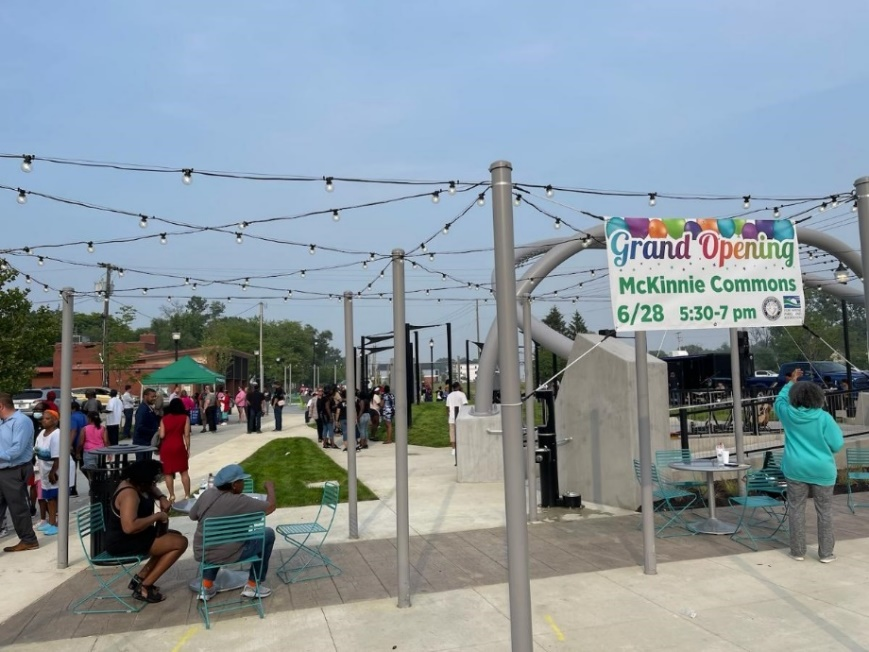 Grand Opening
McKinnie Commons
6/28 5:30-7 pm